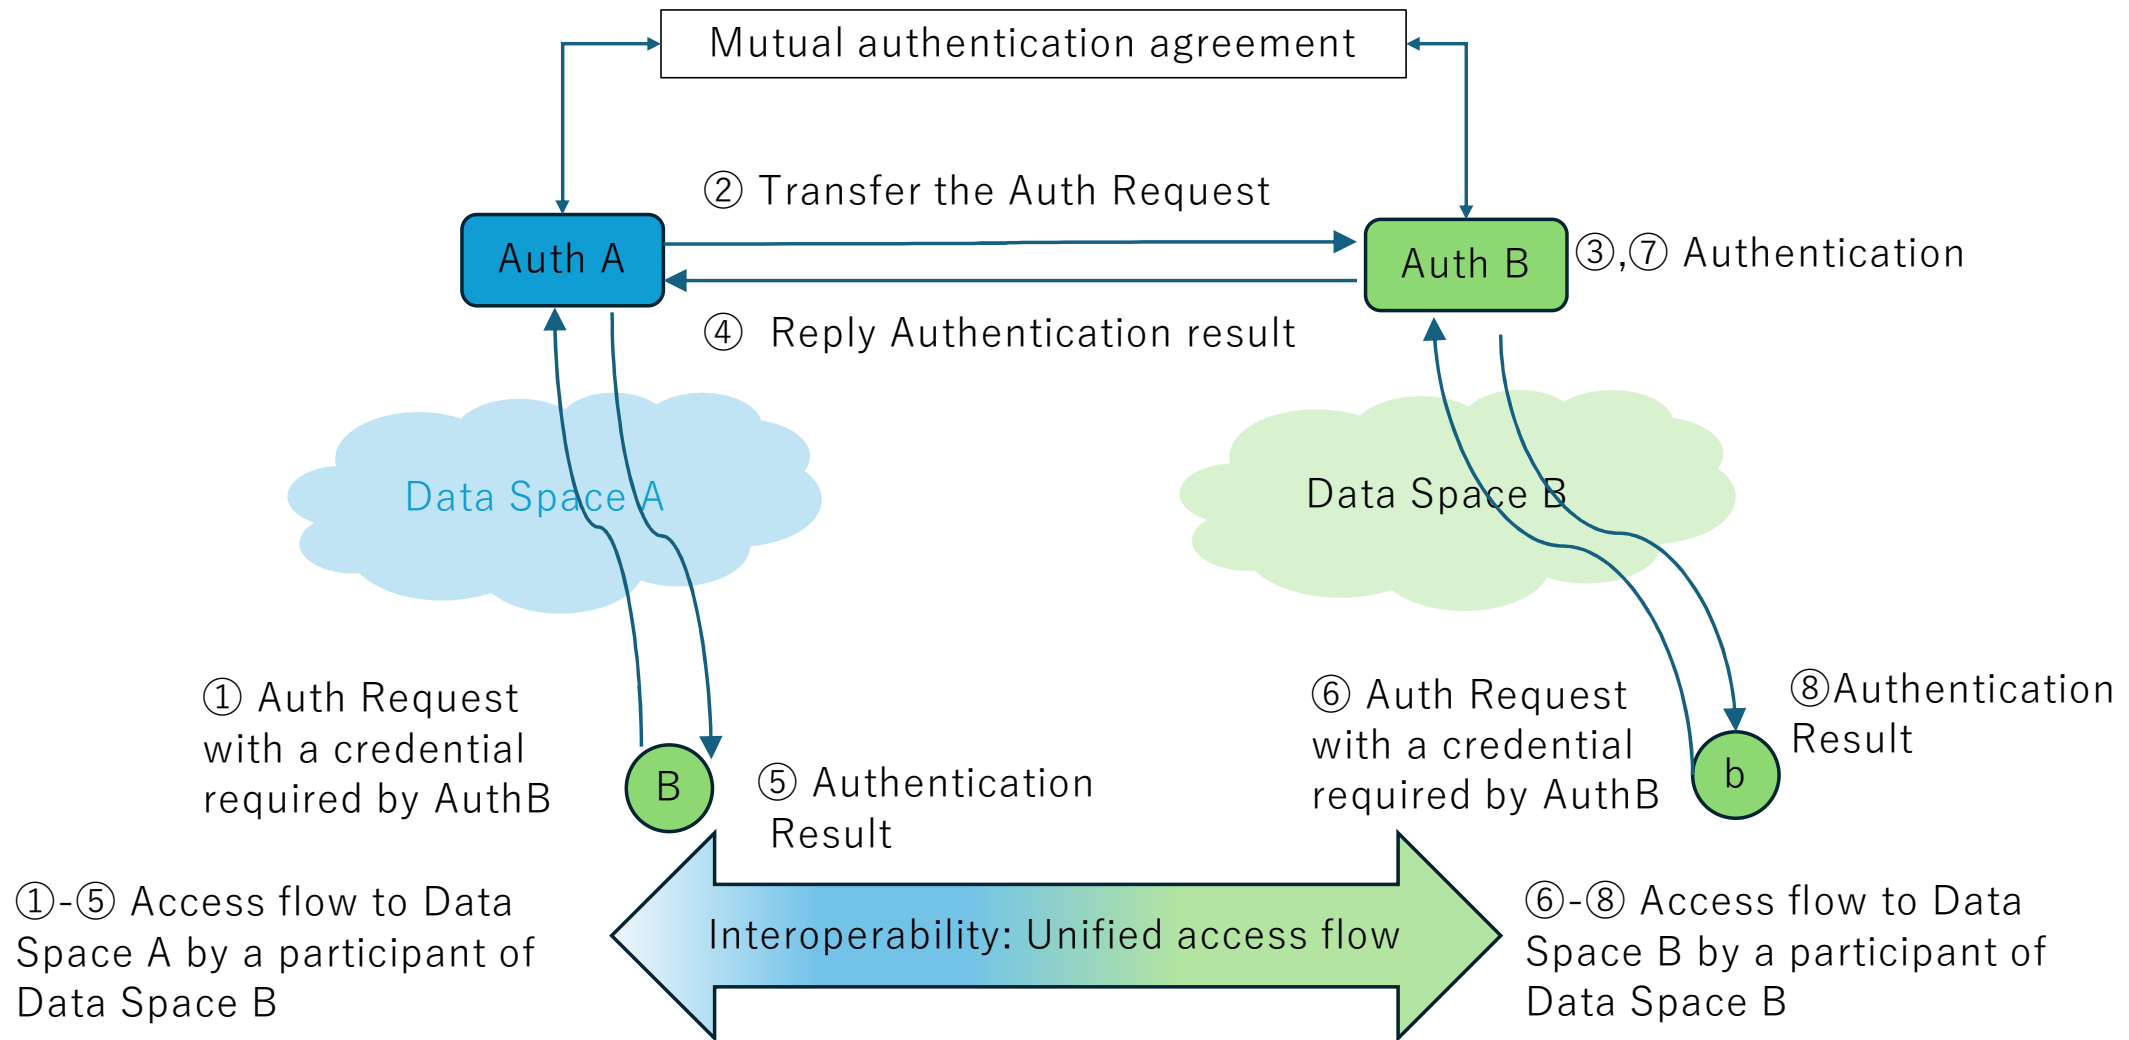 Mutual authentication agreement
② Transfer the Auth Request
Auth A
Auth B
③,⑦ Authentication
④ Reply Authentication result
Data Space A
Data Space B
① Auth Request
with a credential
required by AuthB
B
⑤ Authentication
Result
⑥ Auth Request
with a credential
required by AuthB
b
⑧Authentication
Result
①-⑤ Access flow to Data
Space A by a participant of
Data Space B
Interoperability: Unified access flow
⑥-⑧ Access flow to Data
Space B by a participant of
Data Space B